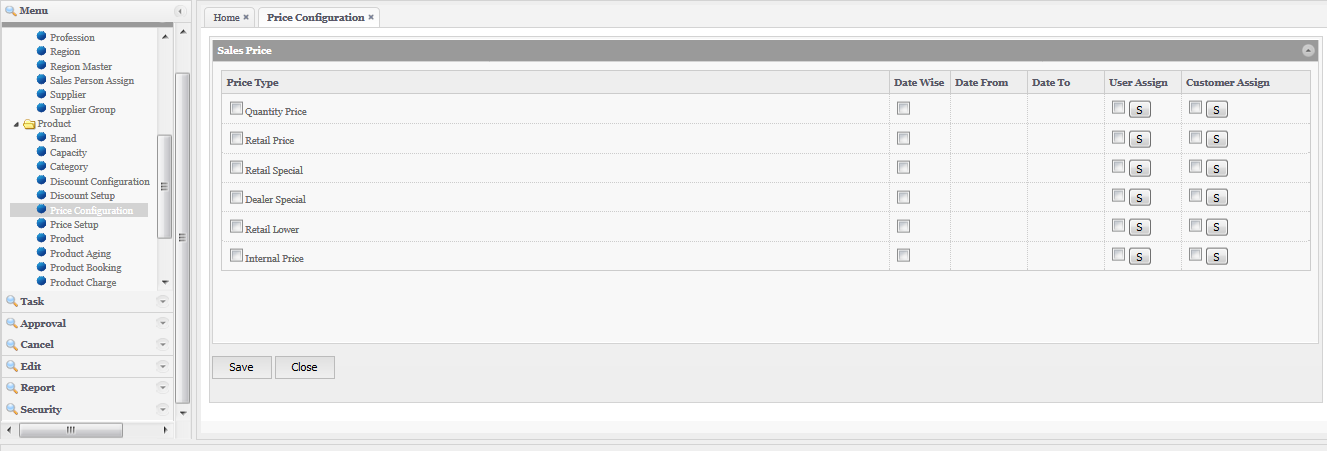 Menu
Profession
Region
Region Master
Sales Person Assign
Supplier
Supplier Group
Product
Brand
Capacity
Category
Discount Configuration
Discount Setup
Price Configuration
Price Setup
Product
Product Aging
Product Booking
Product Charge
Task
Approval
Cancel
Edit
Report
Security
Home Price Configuration
Sales Price
Price Type Date Wise Date From Date To User Assign Customer Assign
Quantity Price S S
Retail Price S S
Retail Special S S
Dealer Special S S
Retail Lower S S
Internal Price S S
Save Close